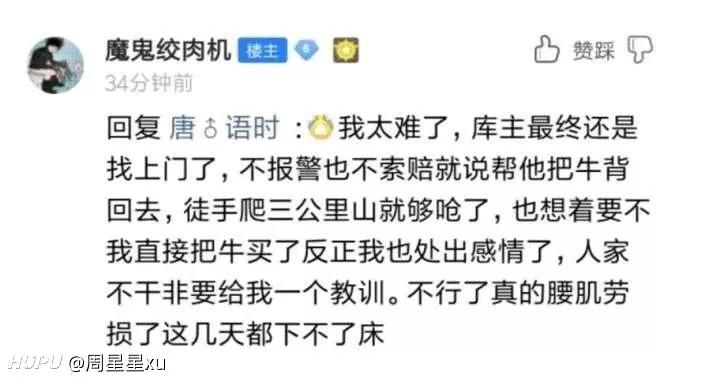 魔鬼绞肉机 楼主 6
赞踩
34分钟前
回复 唐♂语时 :我太难了，库主最终还是
找上门了，不报警也不索赔就说帮他把牛背
回去，徒手爬三公里山就够呛了，也想着要不
我直接把牛买了反正我也处出感情了，人家
不干非要给我一个教训。不行了真的腰肌劳
损了这几天都下不了床
HUPU @周星星xu